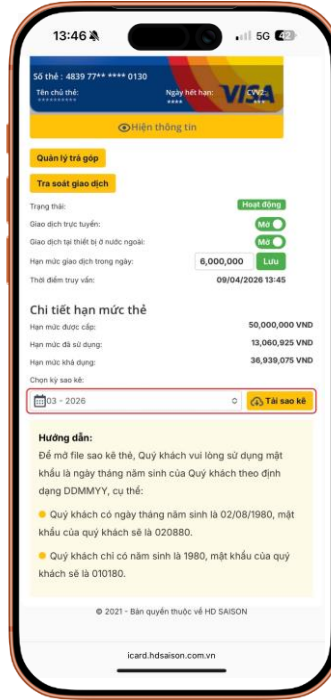 13:46
5G 62
Số thẻ : 4839 77** **** 0130
Tên chủ thẻ:
**********
Ngày hết hạn:
****
CVV2:
***
VISA
Hiện thông tin
Quản lý trả góp
Tra soát giao dịch
Trạng thái:
Hoạt động
Giao dịch trực tuyến:
Mở
Giao dịch tại thiết bị ở nước ngoài:
Mở
Hạn mức giao dịch trong ngày:
6,000,000
Lưu
Thời điểm truy vấn:
09/04/2026 13:45
Chi tiết hạn mức thẻ
Hạn mức được cấp:
50,000,000 VND
Hạn mức đã sử dụng:
13,060,925 VND
Hạn mức khả dụng:
36,939,075 VND
Chọn kỳ sao kê:
03 - 2026
Tải sao kê
Hướng dẫn:
Để mở file sao kê thẻ, Quý khách vui lòng sử dụng mật
khẩu là ngày tháng năm sinh của Quý khách theo định
dạng DDMMYY, cụ thể:
Quý khách có ngày tháng năm sinh là 02/08/1980, mật
khẩu của quý khách sẽ là 020880.
Quý khách chỉ có năm sinh là 1980, mật khẩu của quý
khách sẽ là 010180.
© 2021 - Bản quyền thuộc về HD SAISON
icard.hdsaison.com.vn